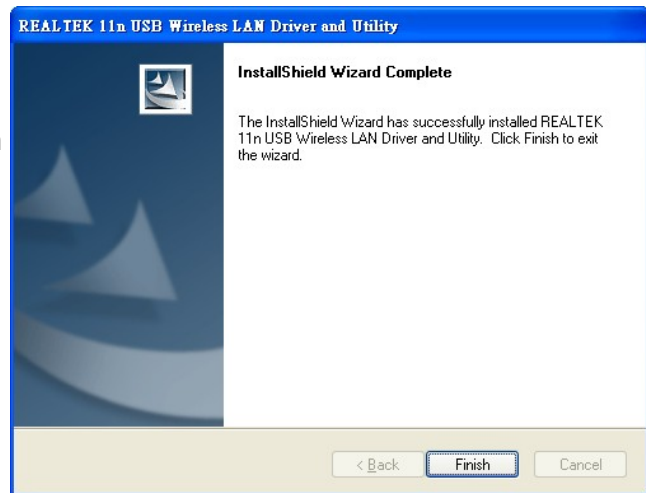 REALTEK 11n USB Wireless LAN Driver and Utility
InstallShield Wizard Complete
The InstallShield Wizard has successfully installed REALTEK
11n USB Wireless LAN Driver and Utility. Click Finish to exit
the wizard.
< Back
Finish
Cancel